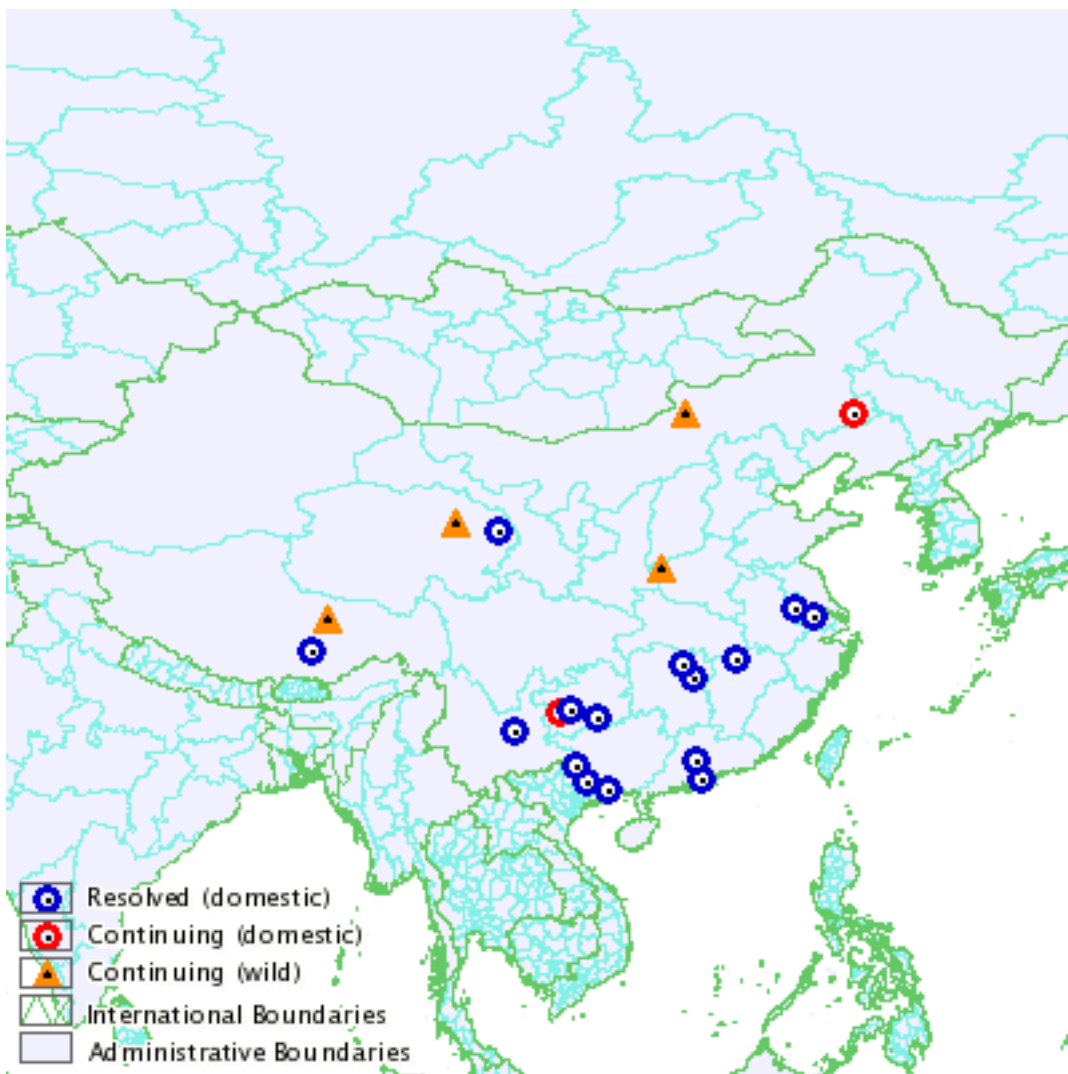 Resolved (domestic)
Continuing (domestic)
Continuing (wild)
International Boundaries
Administrative Boundaries